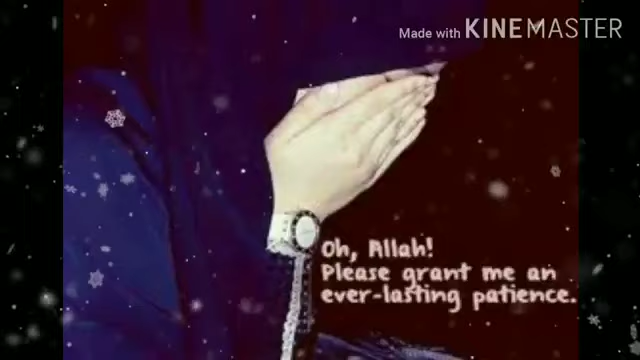 Made with KINEMASTER
Oh, Allah!
Please grant me an
ever-lasting patience.